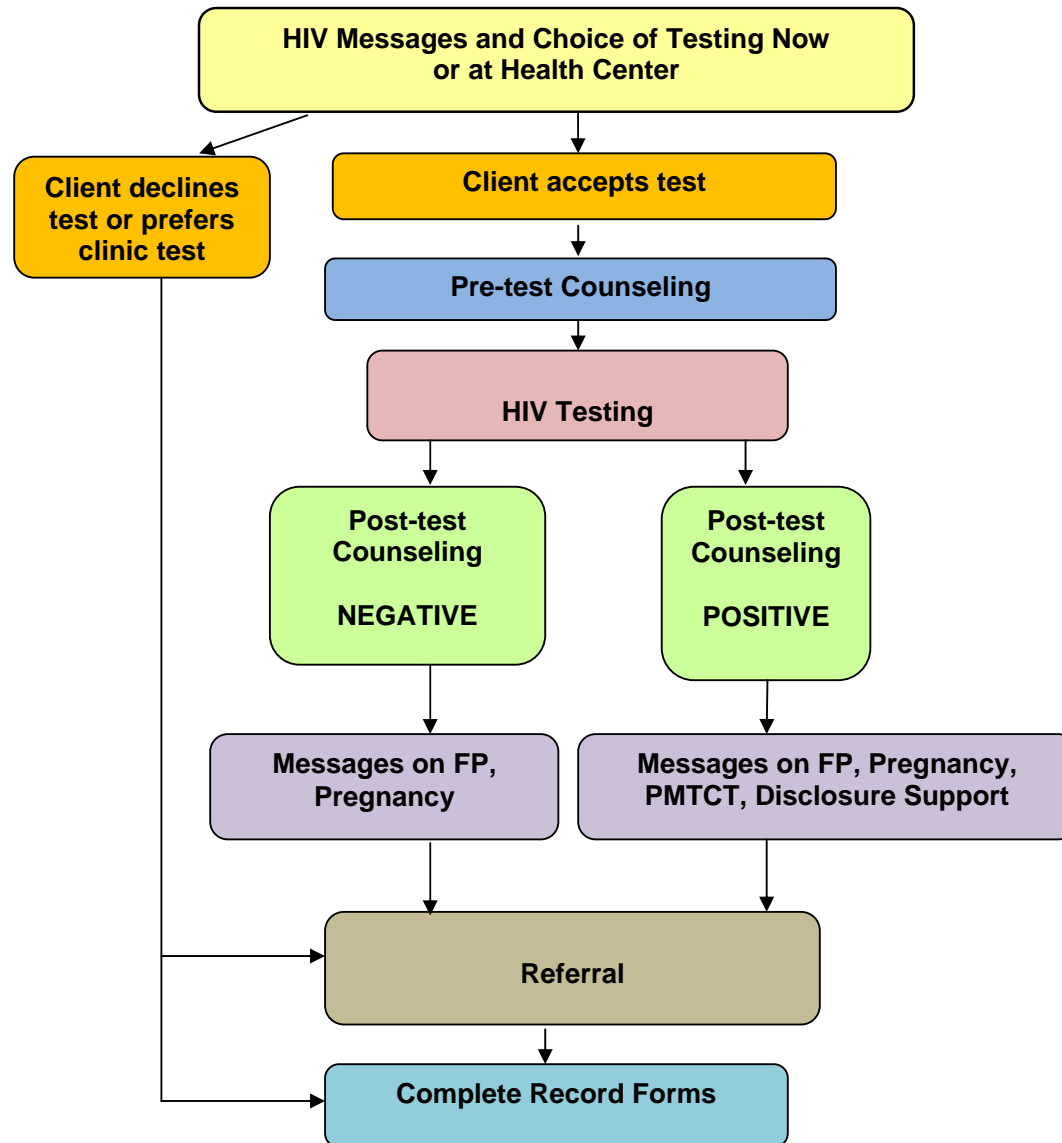 HIV Messages and Choice of Testing Now
or at Health Center
Client declines
test or prefers
clinic test
Client accepts test
Pre-test Counseling
HIV Testing
Post-test
Counseling
NEGATIVE
Post-test
Counseling
POSITIVE
Messages on FP,
Pregnancy
Messages on FP, Pregnancy,
PMTCT, Disclosure Support
Referral
Complete Record Forms